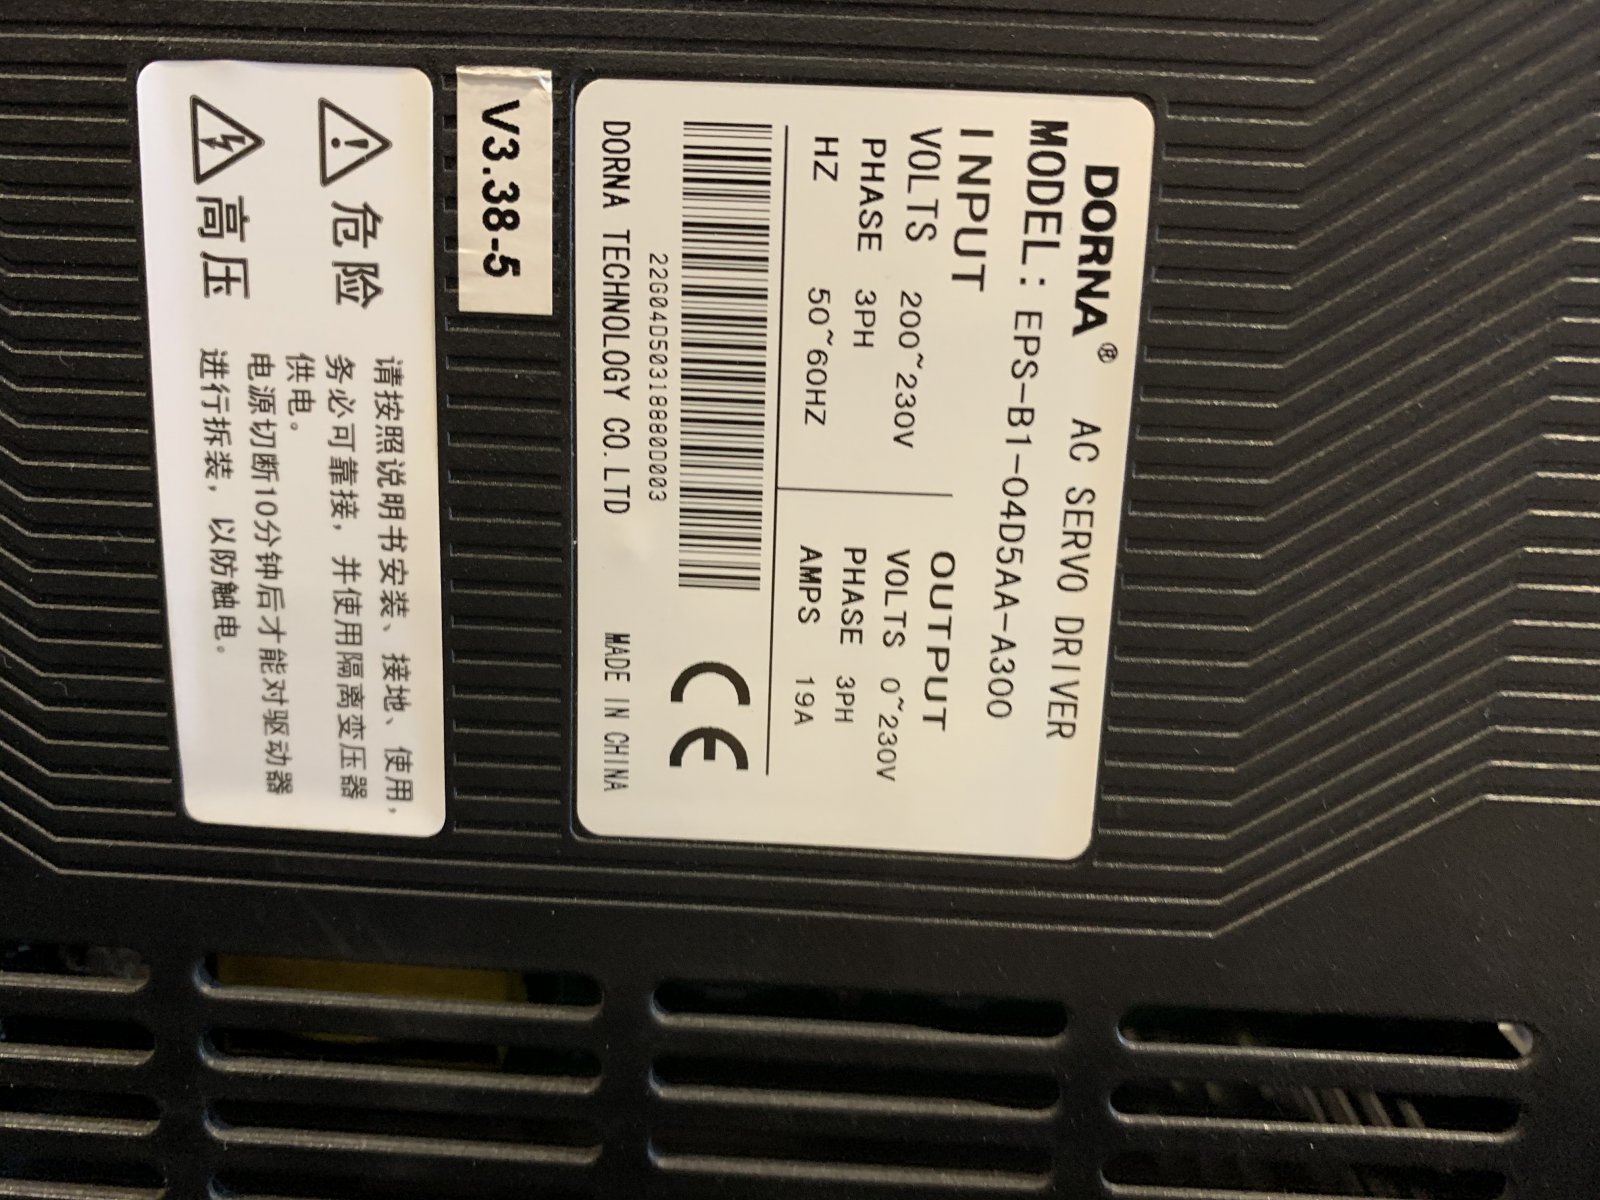 DORNA® AC SERVO DRIVER
MODEL: EPS-B1-04D5AA-A300
INPUT
VOLTS 200~230V
PHASE 3PH
HZ 50~60HZ
OUTPUT
VOLTS 0~230V
PHASE 3PH
AMPS 19A
CE
22G04D50318880D003
DORNA TECHNOLOGY CO.LTD MADE IN CHINA
V3.38-5
危险
高压
请按照说明书安装、接地、使用，
务必可靠接，并使用隔离变压器
供电。
电源切断10分钟后才能对驱动器
进行拆装，以防触电。